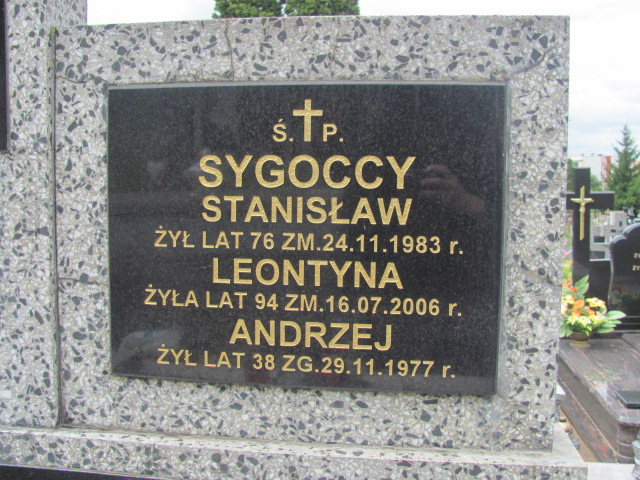 Ś. P.
SYGOCCY
STANISŁAW
ŻYŁ LAT 76 ZM.24.11.1983 r.
LEONTYNA
ŻYŁA LAT 94 ZM.16.07.2006 r.
ANDRZEJ
ŻYŁ LAT 38 ZG.29.11.1977 r.